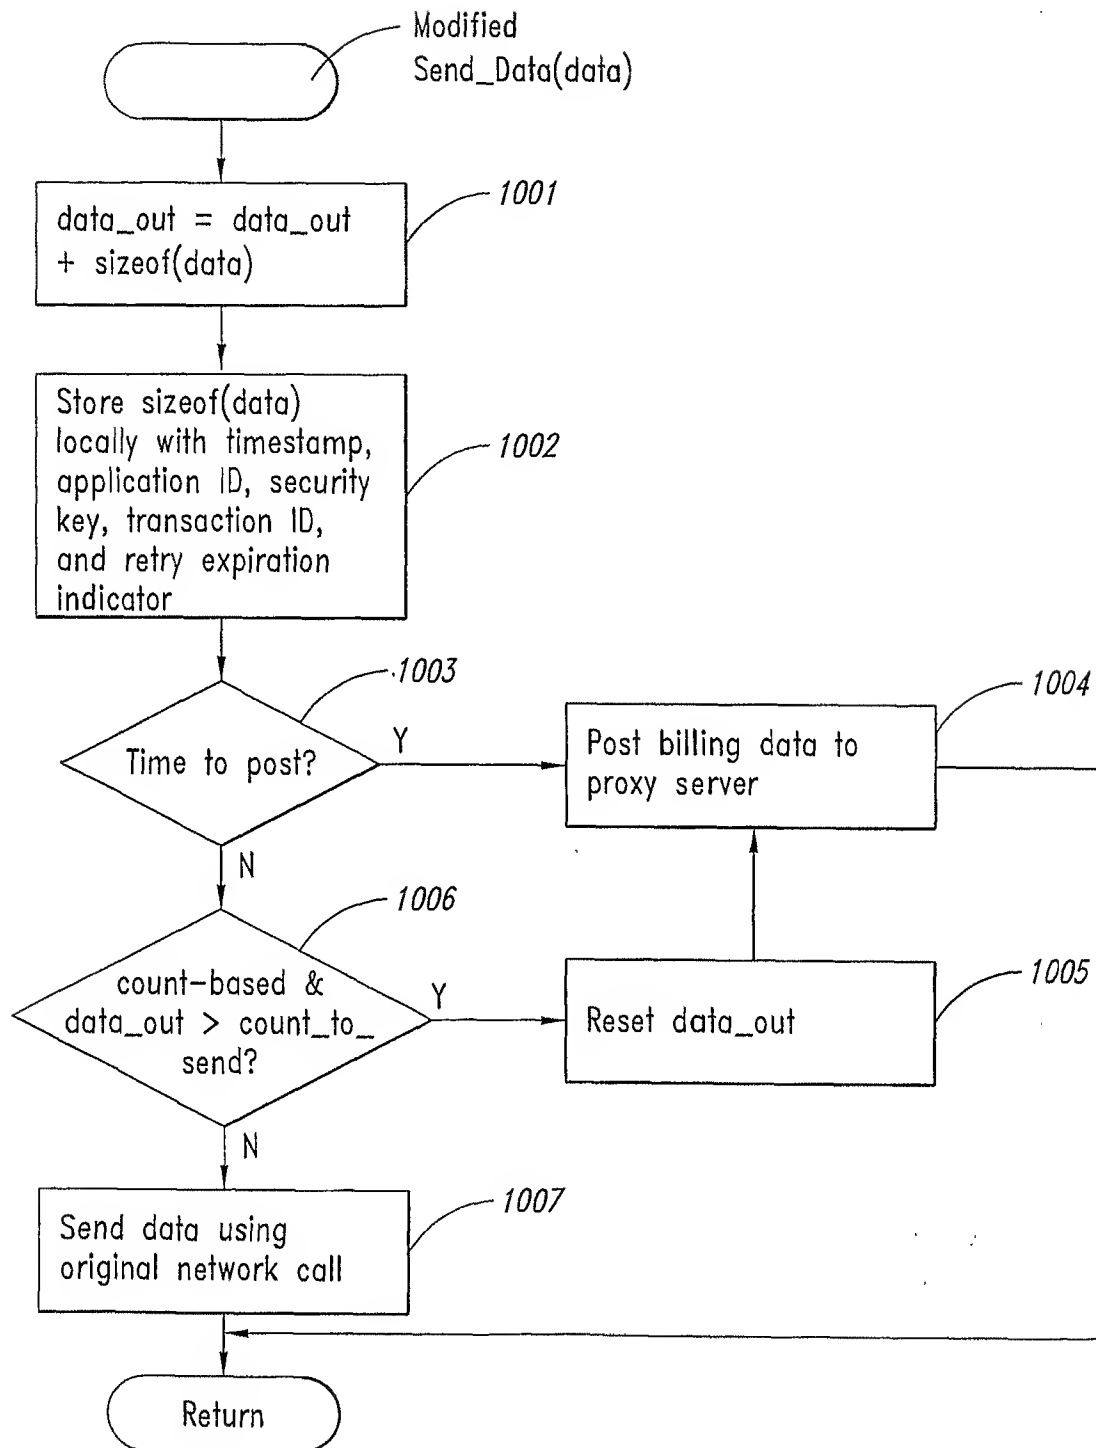 Modified
Send_Data(data)
1001
data_out = data_out
+ sizeof(data)
1002
Store sizeof(data)
locally with timestamp,
application ID, security
key, transaction ID,
and retry expiration
indicator
1003
Time to post?
Y
N
1004
Post billing data to
proxy server
1006
count-based &
data_out > count_to_
send?
Y
N
1005
Reset data_out
1007
Send data using
original network call
Return